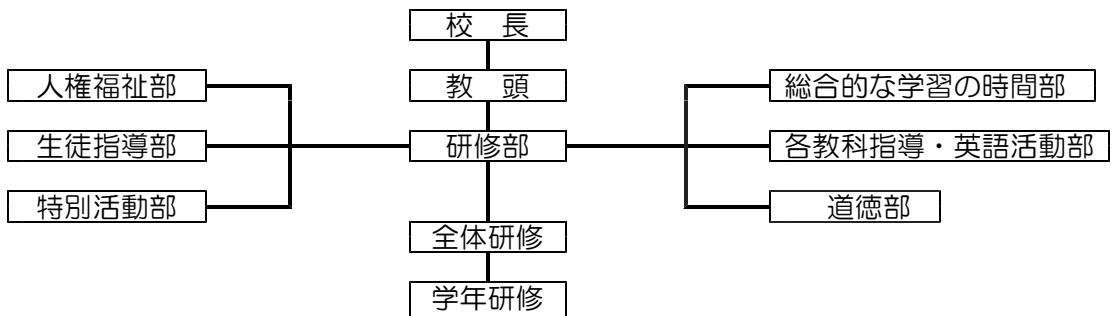 校　長
人権福祉部
教　頭
総合的な学習の時間部
生徒指導部
研修部
各教科指導・英語活動部
特別活動部
道徳部
全体研修
学年研修